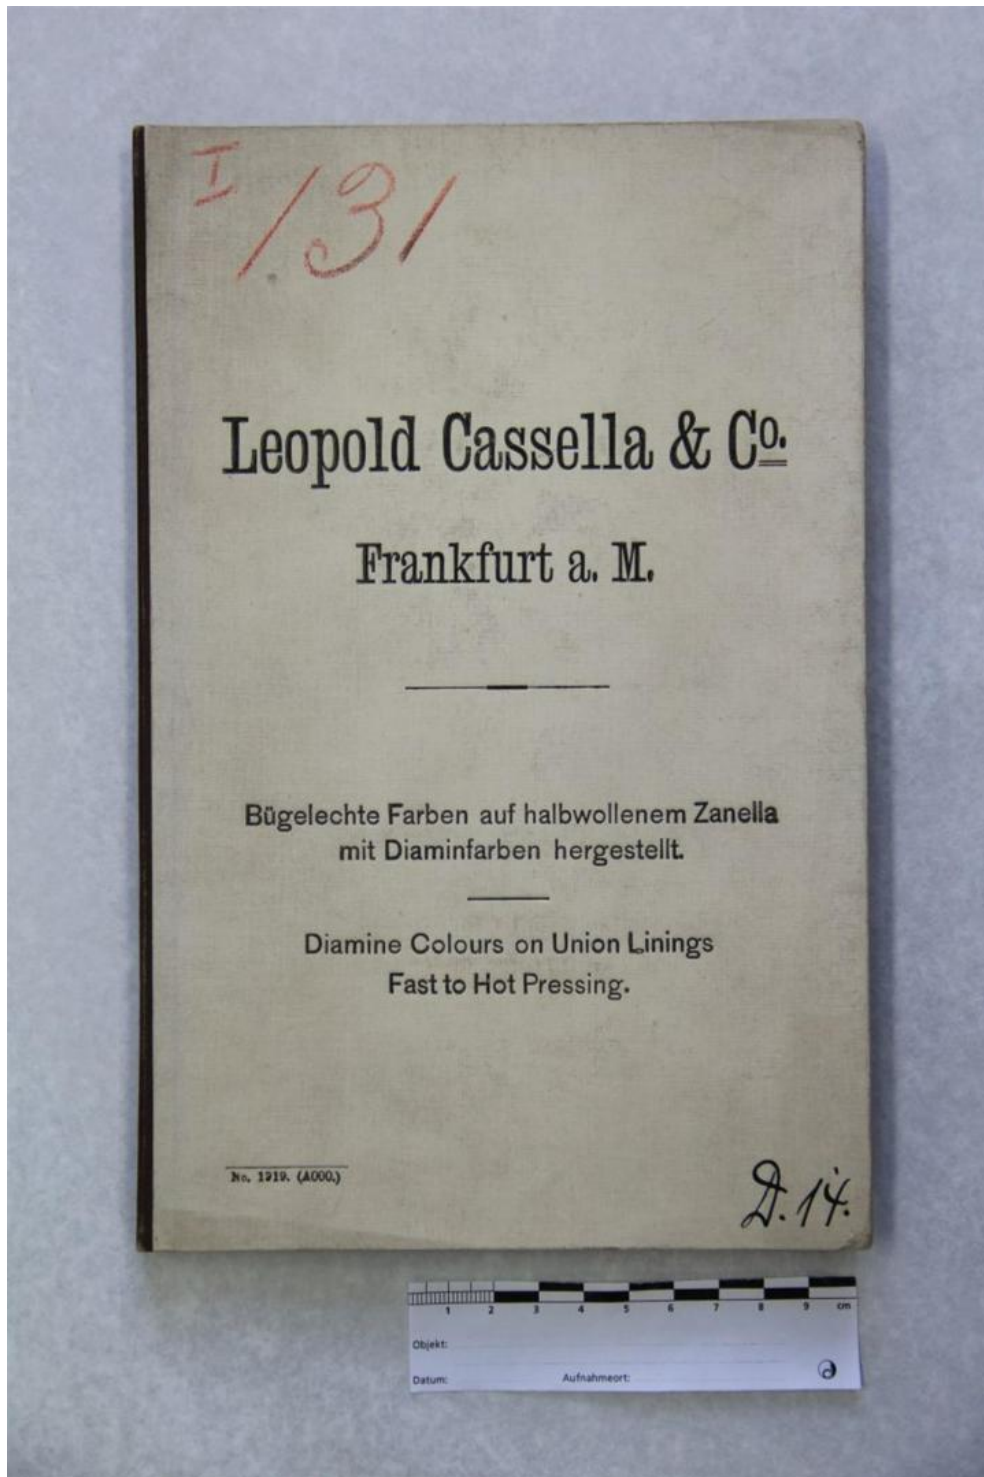 I
131
Leopold Cassella & Co.
Frankfurt a. M.
Bügelechte Farben auf halbwollenem Zanella
mit Diaminfarben hergestellt.
Diamine Colours on Union Linings
Fast to Hot Pressing.
No. 1919. (A000.)
D. 14.
1 2 3 4 5 6 7 8 9 cm
Objekt:
Datum: Aufnahmeort: